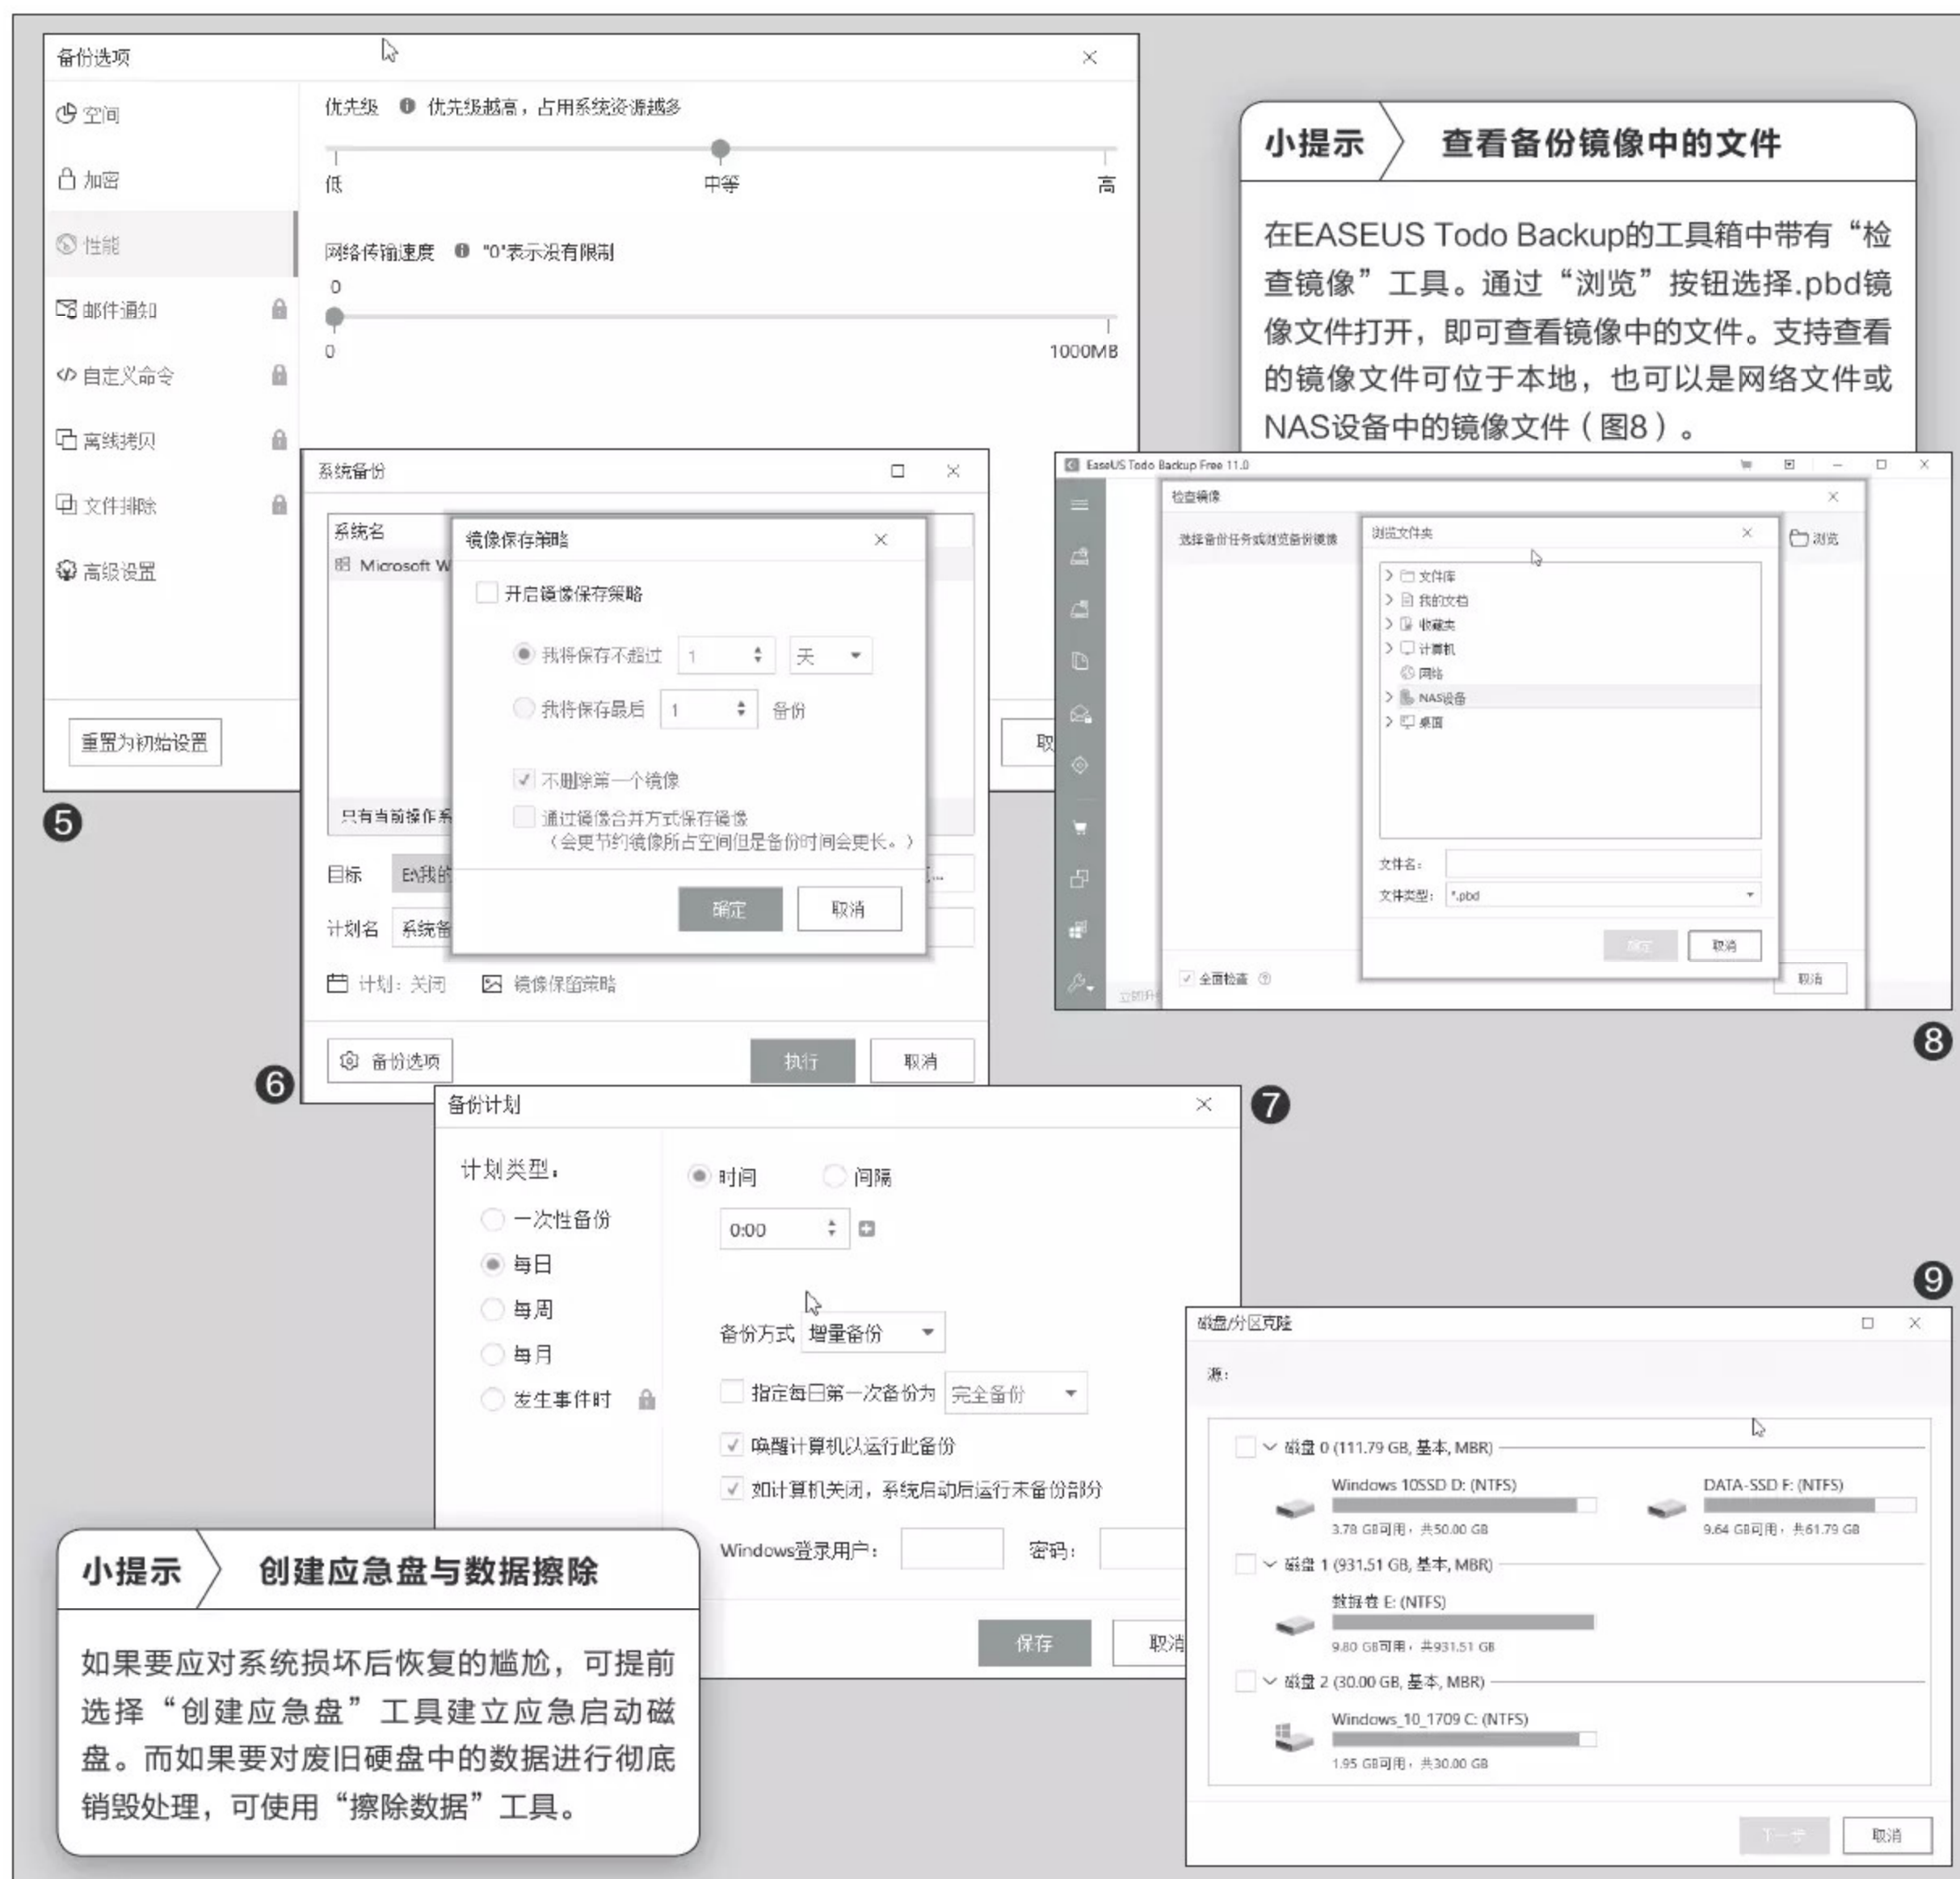 备份选项
空间
加密
性能
邮件通知
自定义命令
离线拷贝
文件排除
高级设置
重置为初始设置
优先级 优先级越高，占用系统资源越多
低 中等 高
网络传输速度 "0"表示没有限制
0
0 1000MB
取
5
小提示 查看备份镜像中的文件
在EASEUS Todo Backup的工具箱中带有“检
查镜像”工具。通过“浏览”按钮选择.pbd镜
像文件打开，即可查看镜像中的文件。支持查看
的镜像文件可位于本地，也可以是网络文件或
NAS设备中的镜像文件（图8）。
系统备份
系统名
Microsoft W
只有当前操作系
目标 E:\我的
计划名 系统备
计划：关闭 镜像保留策略
备份选项 执行 取消
镜像保存策略
开启镜像保存策略
我将保存不超过 1 天
我将保存最后 1 备份
不删除第一个镜像
通过镜像合并方式保存镜像
（会更节约镜像所占空间但是备份时间会更长。）
确定 取消
6
EaseUS Todo Backup Free 11.0
检查镜像
选择备份任务或浏览备份镜像 浏览
浏览文件夹
文件库
我的文档
收藏夹
计算机
网络
NAS设备
桌面
文件名：
文件类型： *.pbd
确定 取消
全面检查
取消
8
备份计划
计划类型：
一次性备份
每日
每周
每月
发生事件时
时间 间隔
0:00
备份方式 增量备份
指定每日第一次备份为 完全备份
唤醒计算机以运行此备份
如计算机关闭，系统启动后运行未备份部分
Windows登录用户： 密码：
保存 取消
7
小提示 创建应急盘与数据擦除
如果要应对系统损坏后恢复的尴尬，可提前
选择“创建应急盘”工具建立应急启动磁
盘。而如果要对废旧硬盘中的数据进行彻底
销毁处理，可使用“擦除数据”工具。
9
磁盘/分区克隆
源：
磁盘 0 (111.79 GB, 基本, MBR)
Windows 10SSD D: (NTFS) DATA-SSD F: (NTFS)
3.78 GB可用，共50.00 GB 9.64 GB可用，共61.79 GB
磁盘 1 (931.51 GB, 基本, MBR)
数据卷 E: (NTFS)
9.80 GB可用，共931.51 GB
磁盘 2 (30.00 GB, 基本, MBR)
Windows_10_1709 C: (NTFS)
1.95 GB可用，共30.00 GB
下一步 取消